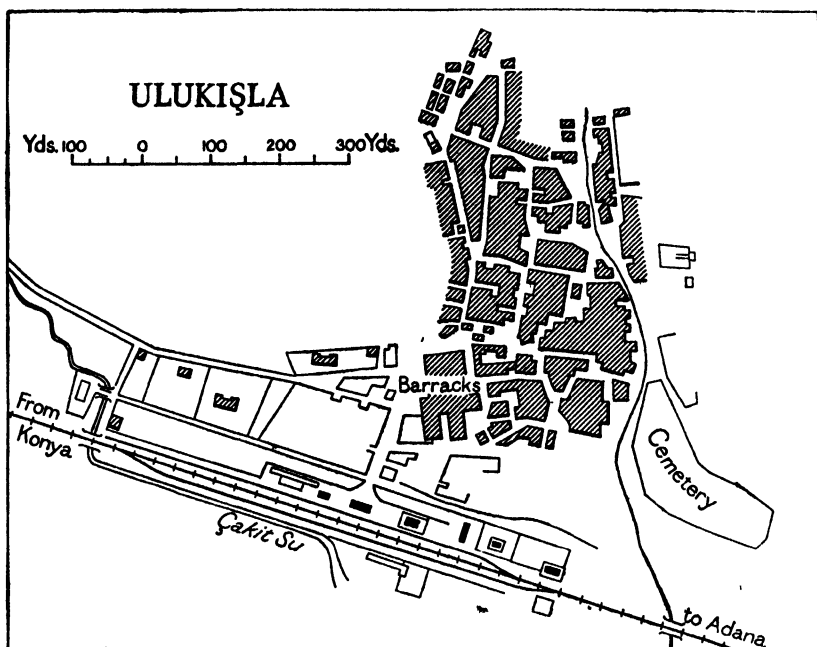 ULUKIŞLA
Yds. 100 0 100 200 300 Yds.
Barracks
From
Konya
Cemetery
Çakit Su
to Adana